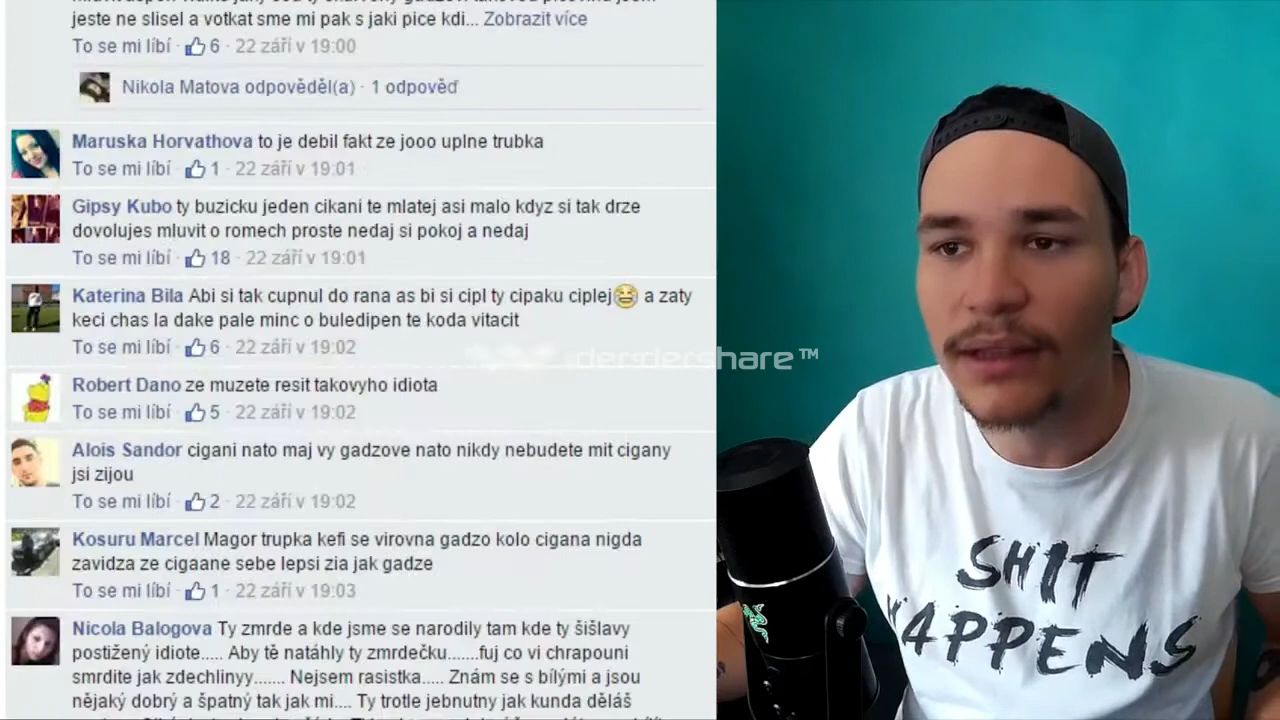 jeste ne slisel a votkat sme mi pak s jaki pice kdi... Zobrazit více
To se mi líbí · 6 · 22 září v 19:00
Nikola Matova odpověděl(a) · 1 odpověď
Maruska Horvathova to je debil fakt ze jooo uplne trubka
To se mi líbí · 1 · 22 září v 19:01
Gipsy Kubo ty buzicku jeden cikani te mlatej asi malo kdyz si tak drze
dovolujes mluvit o romech proste nedaj si pokoj a nedaj
To se mi líbí · 18 · 22 září v 19:01
Katerina Bila Abi si tak cupnul do rana as bi si cipl ty cipaku ciplej😂 a zaty
keci chas la dake pale minc o buledipen te koda vitacit
To se mi líbí · 6 · 22 září v 19:02
Robert Dano ze muzete resit takovyho idiota
To se mi líbí · 5 · 22 září v 19:02
Alois Sandor cigani nato maj vy gadzove nato nikdy nebudete mit cigany
jsi zijou
To se mi líbí · 2 · 22 září v 19:02
Kosuru Marcel Magor trupka kefi se virovna gadzo kolo cigana nigda
zavidza ze cigaane sebe lepsi zia jak gadze
To se mi líbí · 1 · 22 září v 19:03
Nicola Balogova Ty zmrde a kde jsme se narodily tam kde ty šišlavy
postižený idiote..... Aby tě natáhly ty zmrdečku.......fuj co vi chrapouni
smrdite jak zdechlinyy....... Nejsem rasistka..... Znám se s bílými a jsou
nějaký dobrý a špatný tak jak mi.... Ty trotle jebnutny jak kunda děláš
SH1T
H4PPENS